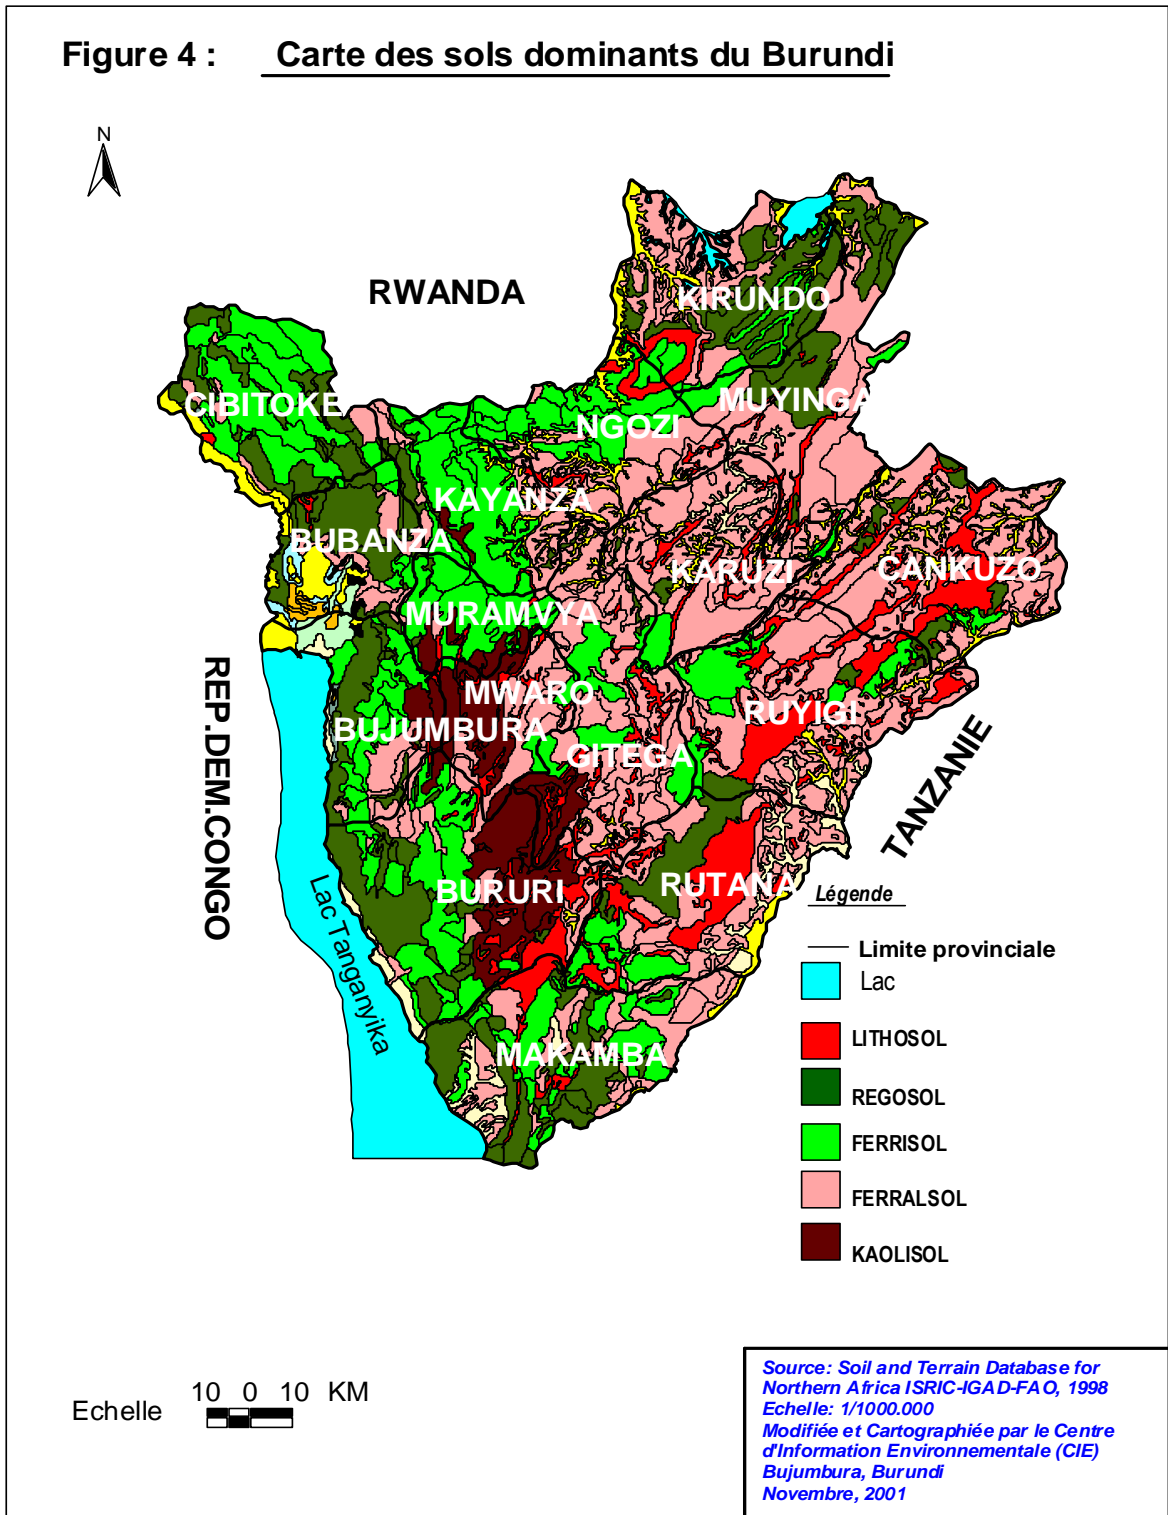 Figure 4 : Carte des sols dominants du Burundi
N
RWANDA
KIRUNDO
CIBITOKE
MUYINGA
NGOZI
KAYANZA
BUBANZA
KARUZI
CANKUZO
MURAMVYA
REP.DEM.CONGO
MWARO
BUJUMBURA
RUYIGI
GITEGA
TANZANIE
BURURI
RUTANA
Lac Tanganyika
MAKAMBA
Légende
Limite provinciale
Lac
LITHOSOL
REGOSOL
FERRISOL
FERRALSOL
KAOLISOL
Echelle 10 0 10 KM
Source: Soil and Terrain Database for
Northern Africa ISRIC-IGAD-FAO, 1998
Echelle: 1/1000.000
Modifiée et Cartographiée par le Centre
d'Information Environnementale (CIE)
Bujumbura, Burundi
Novembre, 2001